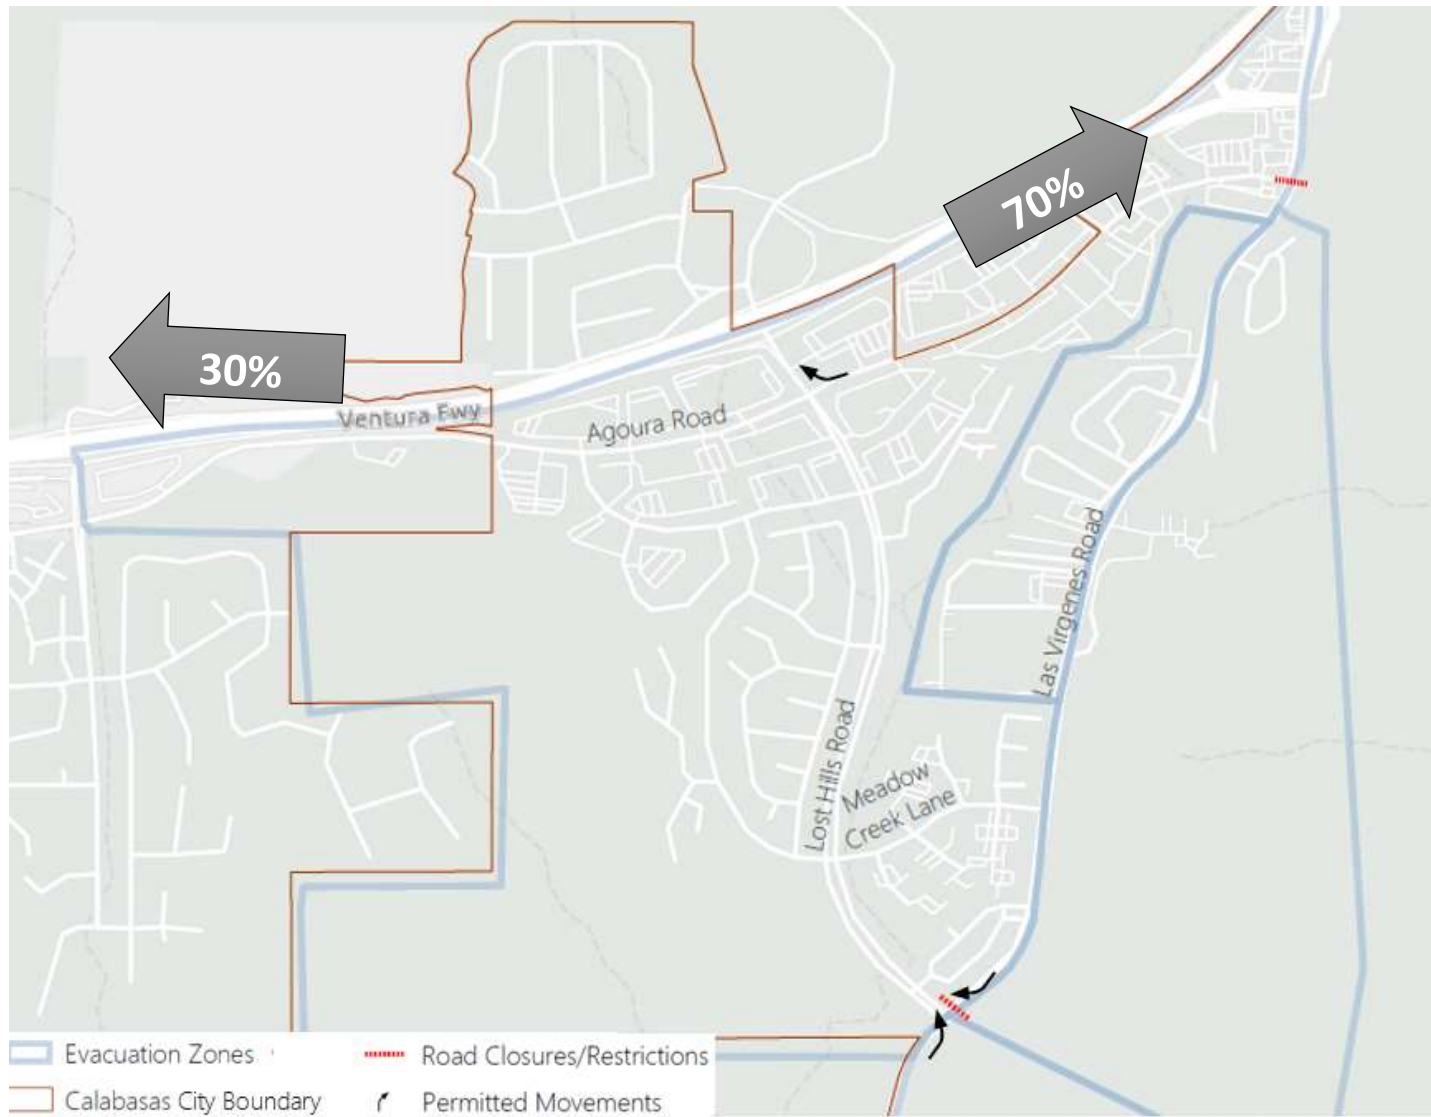 70%
30%
Ventura Fwy
Agoura Road
Las Virgenes Road
Lost Hills Road
Meadow
Creek Lane
Evacuation Zones
Road Closures/Restrictions
Calabasas City Boundary
Permitted Movements